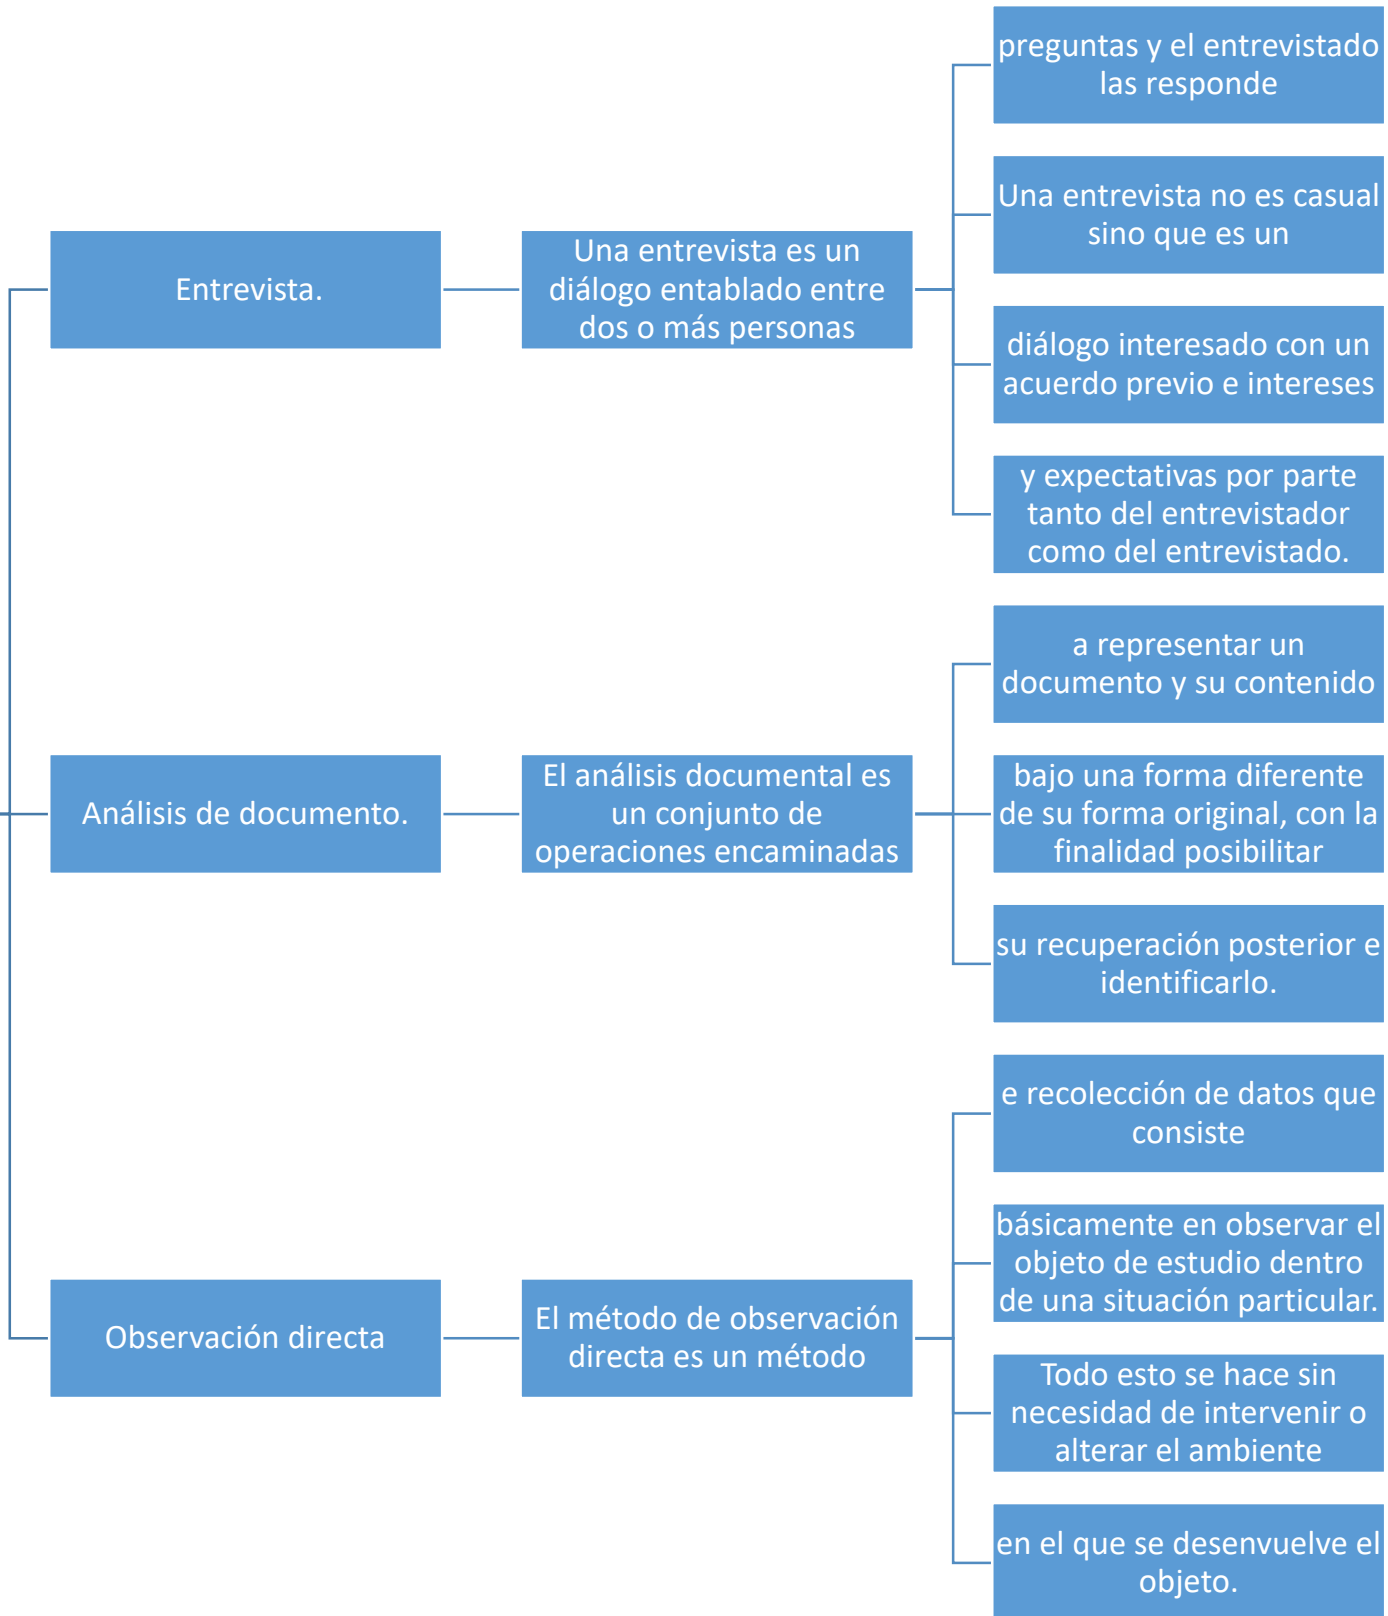 Entrevista.
Una entrevista es un
diálogo entablado entre
dos o más personas
preguntas y el entrevistado
las responde
Una entrevista no es casual
sino que es un
diálogo interesado con un
acuerdo previo e intereses
y expectativas por parte
tanto del entrevistador
como del entrevistado.
Análisis de documento.
El análisis documental es
un conjunto de
operaciones encaminadas
a representar un
documento y su contenido
bajo una forma diferente
de su forma original, con la
finalidad posibilitar
su recuperación posterior e
identificarlo.
Observación directa
El método de observación
directa es un método
e recolección de datos que
consiste
básicamente en observar el
objeto de estudio dentro
de una situación particular.
Todo esto se hace sin
necesidad de intervenir o
alterar el ambiente
en el que se desenvuelve el
objeto.